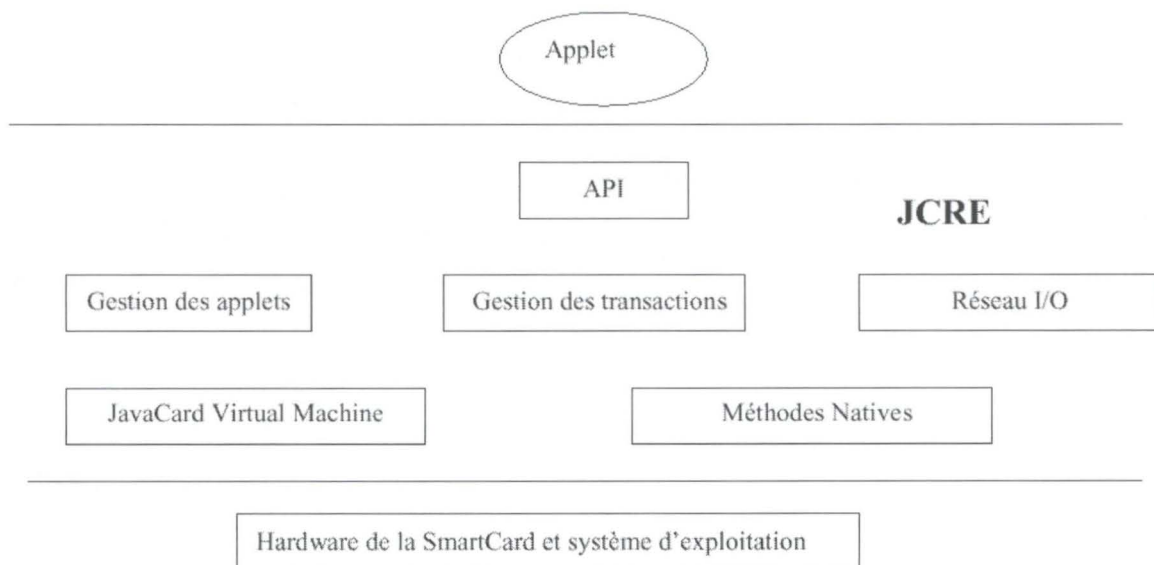 Applet
API
JCRE
Gestion des applets
Gestion des transactions
Réseau I/O
JavaCard Virtual Machine
Méthodes Natives
Hardware de la SmartCard et système d'exploitation